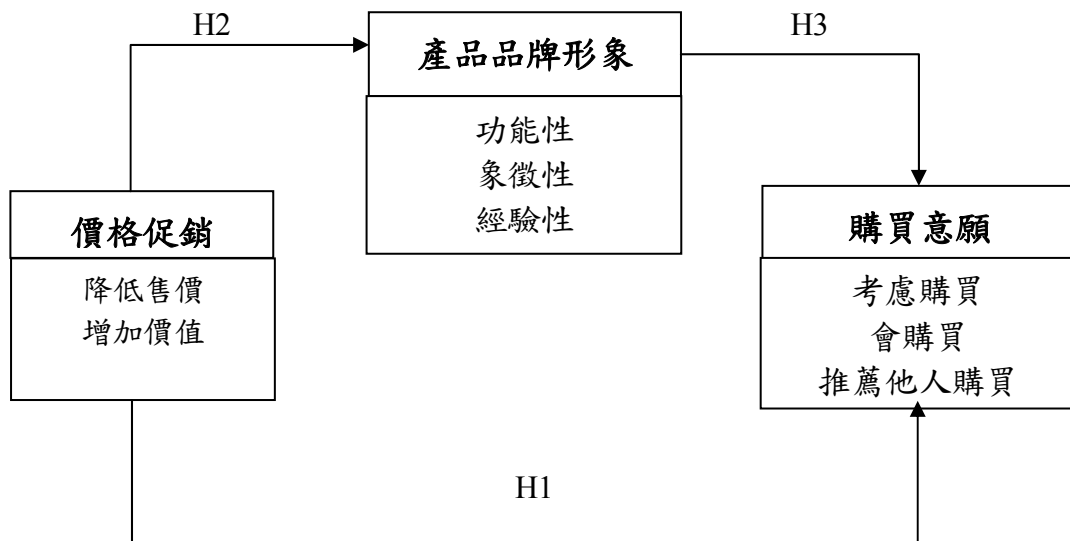 H2
H3
產品品牌形象
功能性
象徵性
經驗性
價格促銷
降低售價
增加價值
購買意願
考慮購買
會購買
推薦他人購買
H1